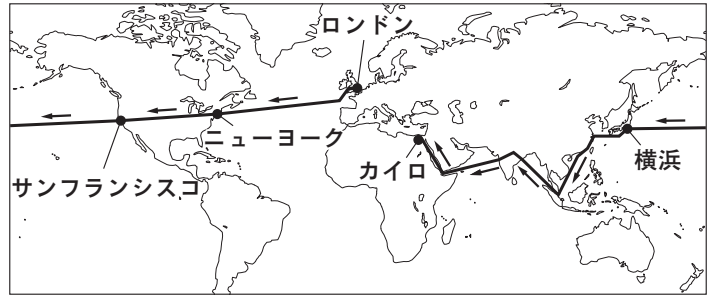 ロンドン
ニューヨーク
サンフランシスコ
カイロ
横浜